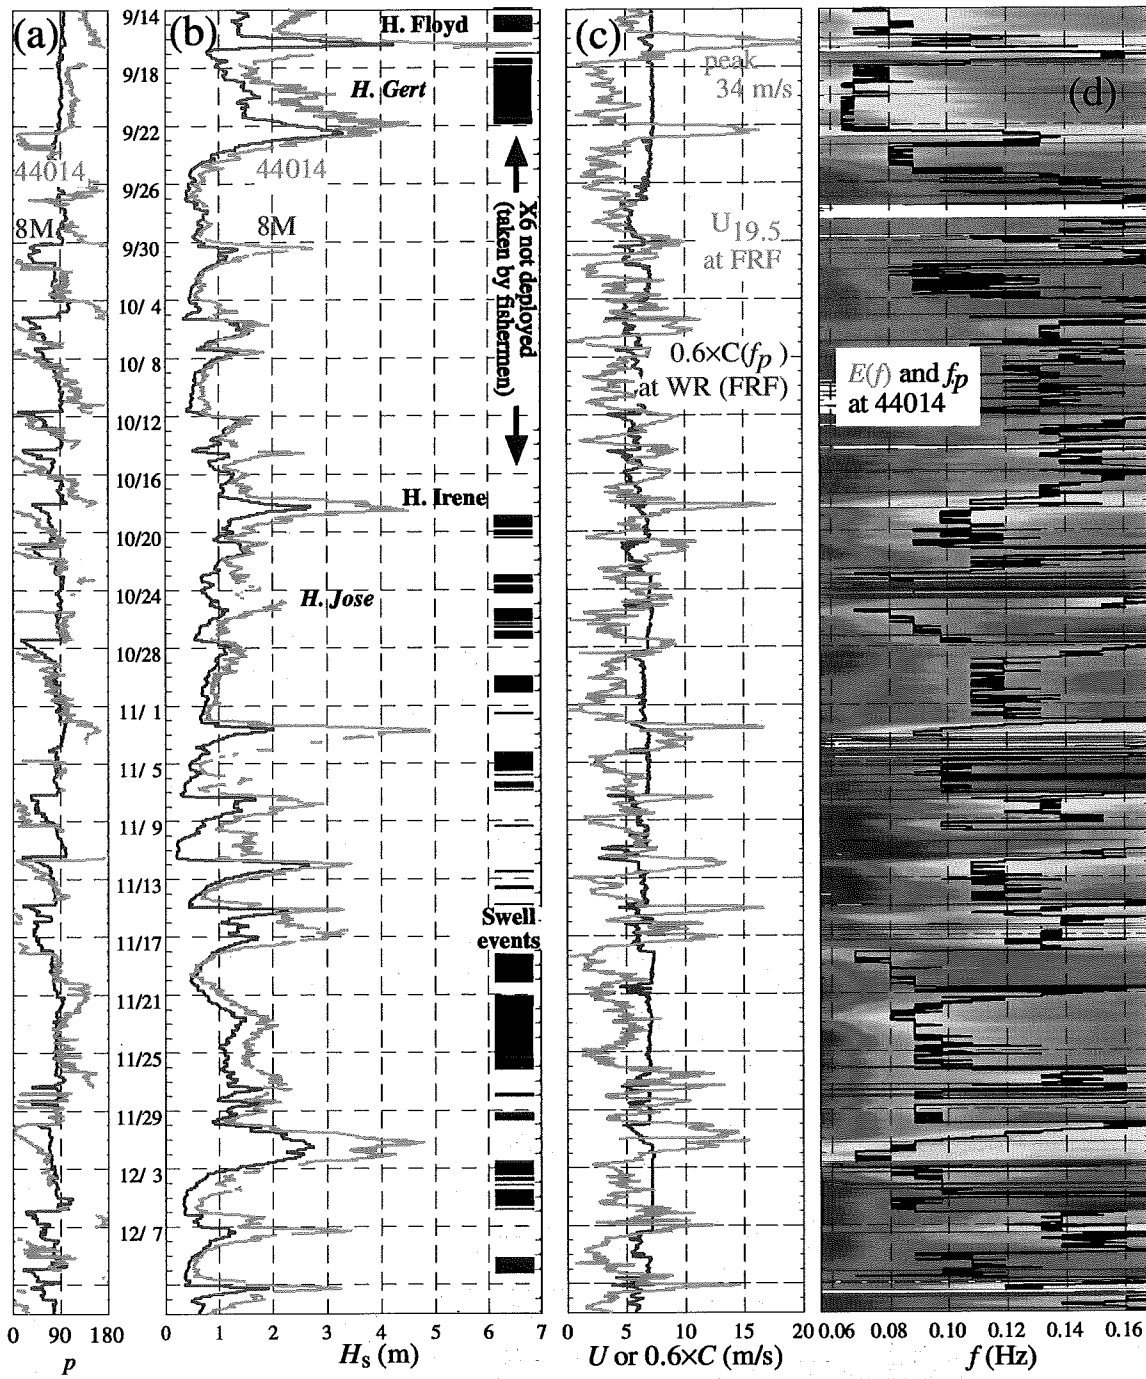 (a)
(b)
(c)
(d)
H. Floyd
H. Gert
peak
34 m/s
44014
44014
8M
8M
X6 not deployed
(taken by fishermen)
U19.5
at FRF
0.6×C(fp)
at WR (FRF)
E(f) and fp
at 44014
H. Irene
H. Jose
Swell
events
9/14
9/18
9/22
9/26
9/30
10/ 4
10/ 8
10/12
10/16
10/20
10/24
10/28
11/ 1
11/ 5
11/ 9
11/13
11/17
11/21
11/25
11/29
12/ 3
12/ 7
0 90 180
p
0 1 2 3 4 5 6 7
Hs (m)
0 5 10 15 20
U or 0.6×C (m/s)
0.06 0.08 0.10 0.12 0.14 0.16
f (Hz)